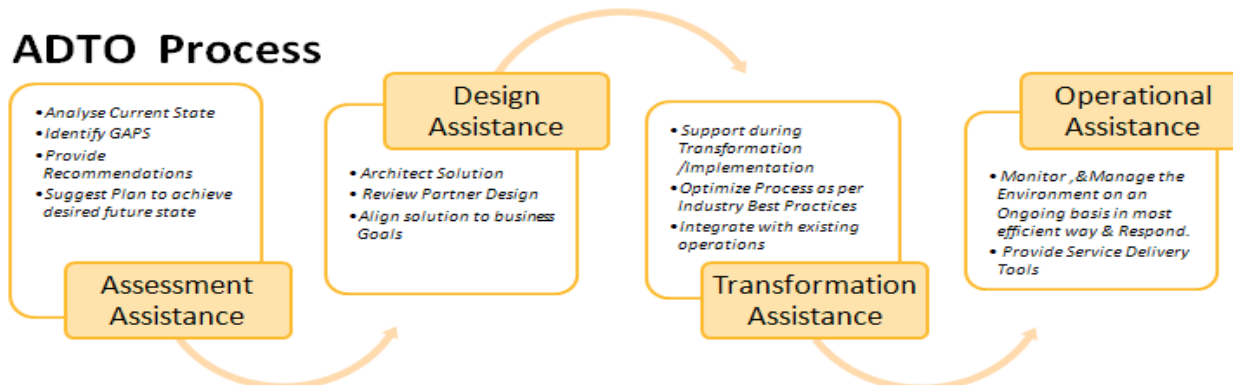 ADTO Process
• Analyse Current State
• Identify GAPS
• Provide
Recommendations
• Suggest Plan to achieve
desired future state
Assessment
Assistance
Design
Assistance
• Architect Solution
• Review Partner Design
• Align solution to business
Goals
• Support during
Transformation
/Implementation
• Optimize Process as per
Industry Best Practices
• Integrate with existing
operations
Transformation
Assistance
Operational
Assistance
• Monitor ,&Manage the
Environment on an
Ongoing basis in most
efficient way & Respond.
• Provide Service Delivery
Tools